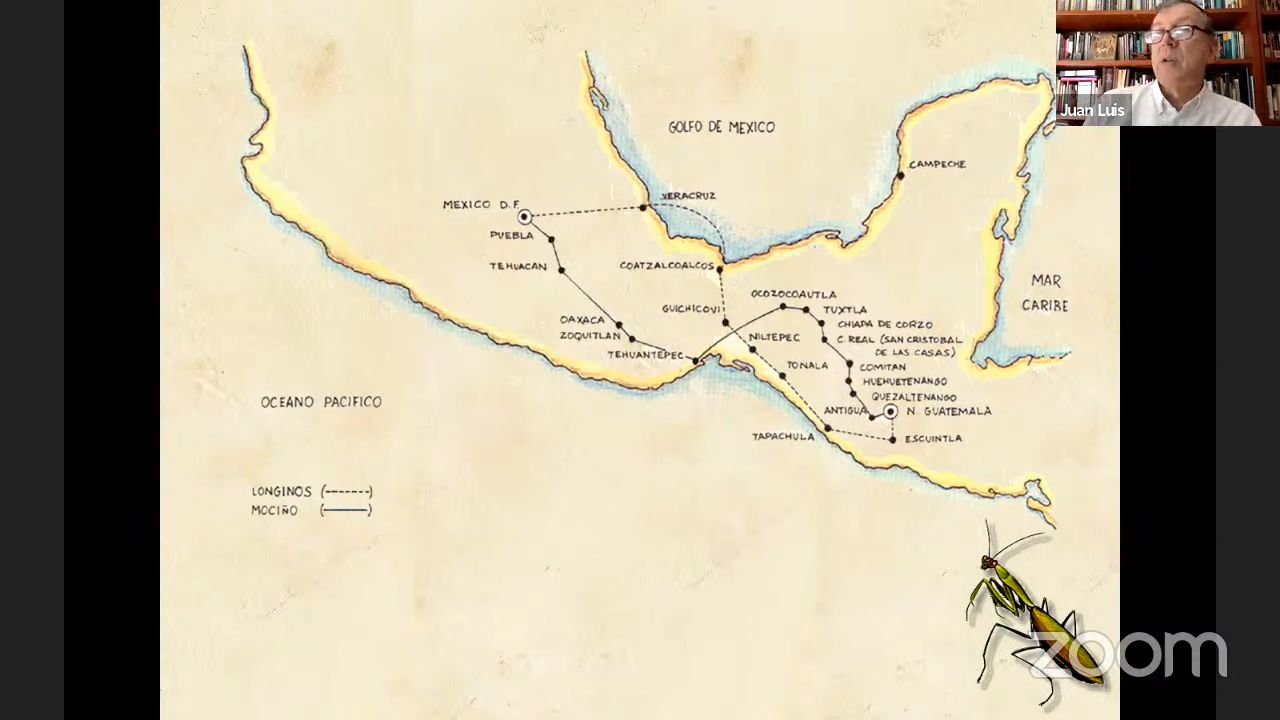 Juan Luis
GOLFO DE MEXICO
CAMPECHE
VERACRUZ
MEXICO D.F.
PUEBLA
TEHUACAN
COATZALCOALCOS
MAR
CARIBE
OCOZOCOAUTLA
GUICHICOVI
TUXTLA
OAXACA
CHIAPA DE CORZO
ZOQUITLAN
NILTEPEC
C. REAL (SAN CRISTOBAL
DE LAS CASAS)
TEHUANTEPEC
TONALA
COMITAN
HUEHUETENANGO
QUEZALTENANGO
OCEANO PACIFICO
ANTIGUA
N. GUATEMALA
TAPACHULA
ESCUINTLA
LONGINOS (------)
MOCIÑO (———)
zoom